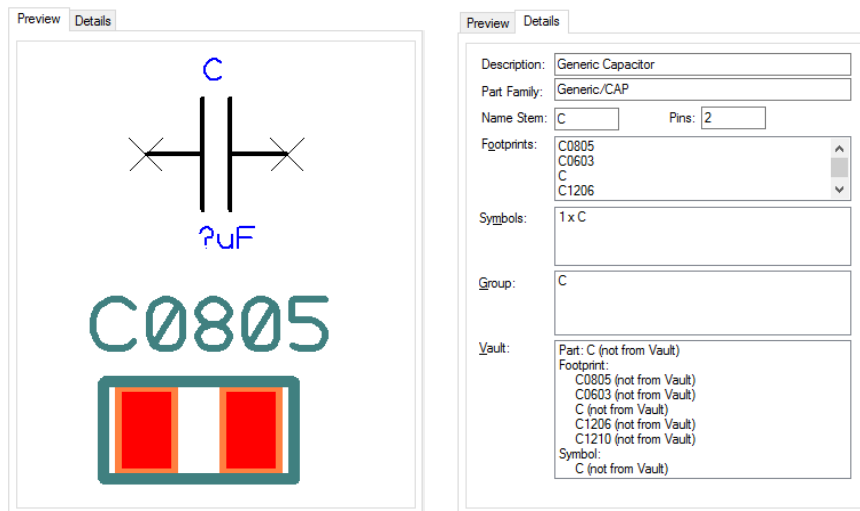 Preview Details
C
?uF
C0805
Preview Details
Description: Generic Capacitor
Part Family: Generic/CAP
Name Stem: C Pins: 2
Footprints: C0805
C0603
C
C1206
Symbols: 1 x C
Group: C
Vault: Part: C (not from Vault)
Footprint:
C0805 (not from Vault)
C0603 (not from Vault)
C (not from Vault)
C1206 (not from Vault)
C1210 (not from Vault)
Symbol:
C (not from Vault)